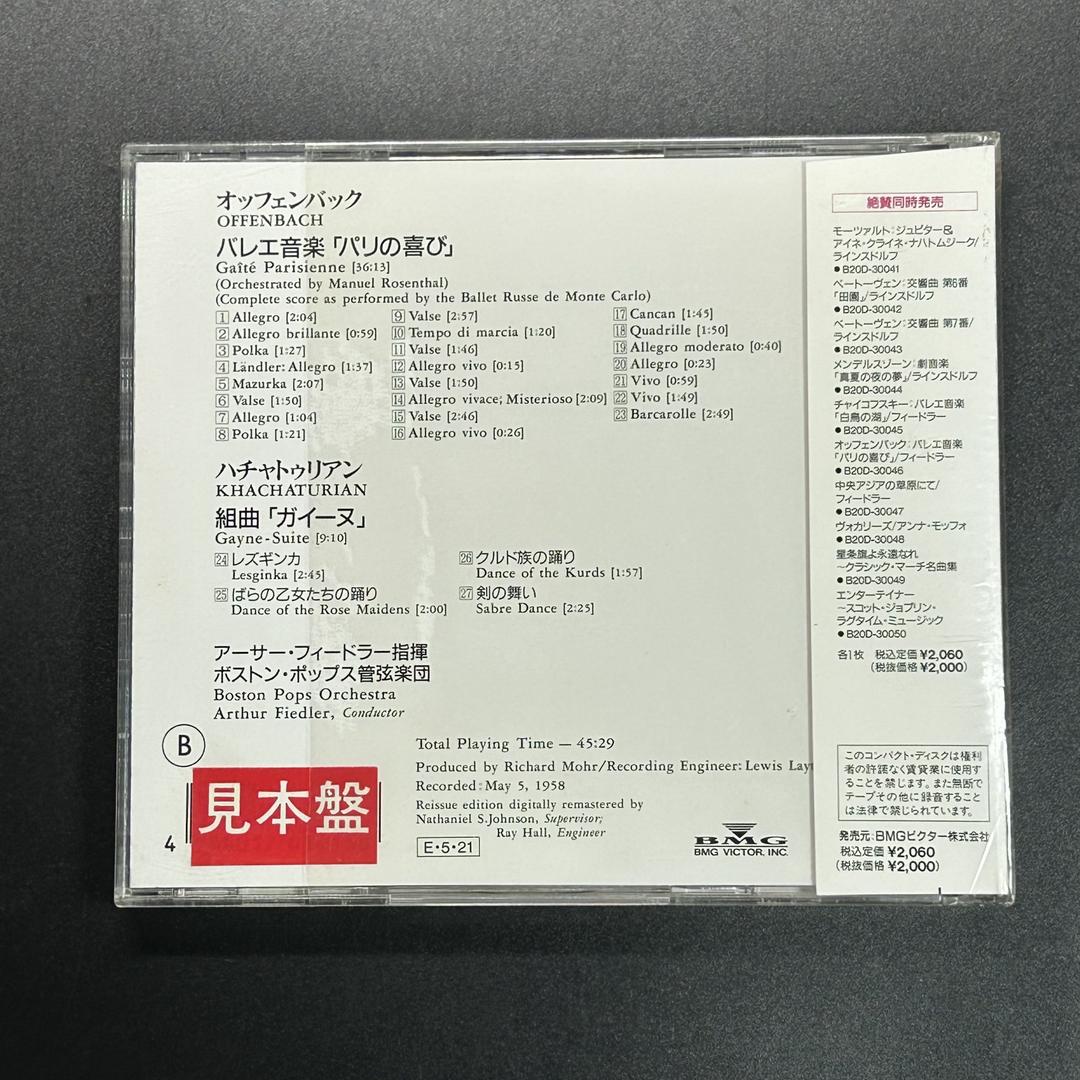 オッフェンバック
OFFENBACH
バレエ音楽「パリの喜び」
Gaîté Parisienne [36:13]
(Orchestrated by Manuel Rosenthal)
(Complete score as performed by the Ballet Russe de Monte Carlo)
1 Allegro [2:04]
2 Allegro brillante [0:59]
3 Polka [1:27]
4 Ländler: Allegro [1:37]
5 Mazurka [2:07]
6 Valse [1:50]
7 Allegro [1:04]
8 Polka [1:21]
9 Valse [2:57]
10 Tempo di marcia [1:20]
11 Valse [1:46]
12 Allegro vivo [0:15]
13 Valse [1:50]
14 Allegro vivace; Misterioso [2:09]
15 Valse [2:46]
16 Allegro vivo [0:26]
17 Cancan [1:45]
18 Quadrille [1:50]
19 Allegro moderato [0:40]
20 Allegro [0:23]
21 Vivo [0:59]
22 Vivo [1:49]
23 Barcarolle [2:49]
ハチャトゥリアン
KHACHATURIAN
組曲「ガイーヌ」
Gayne-Suite [9:10]
24 レズギンカ
Lesginka [2:45]
25 ばらの乙女たちの踊り
Dance of the Rose Maidens [2:00]
26 クルド族の踊り
Dance of the Kurds [1:57]
27 剣の舞い
Sabre Dance [2:25]
アーサー・フィードラー指揮
ボストン・ポップス管弦楽団
Boston Pops Orchestra
Arthur Fiedler, Conductor
B
4
見本盤
Total Playing Time — 45:29
Produced by Richard Mohr/Recording Engineer: Lewis Lay
Recorded: May 5, 1958
Reissue edition digitally remastered by
Nathaniel S.Johnson, Supervisor;
Ray Hall, Engineer
E・5・21
BMG
BMG VICTOR, INC.
絶賛同時発売
モーツァルト：ジュピター&
アイネ・クライネ・ナハトムジーク/
ラインスドルフ
●B20D-30041
ベートーヴェン：交響曲 第6番
「田園」/ラインスドルフ
●B20D-30042
ベートーヴェン：交響曲 第7番/
ラインスドルフ
●B20D-30043
メンデルスゾーン：劇音楽
「真夏の夜の夢」/ラインスドルフ
●B20D-30044
チャイコフスキー：バレエ音楽
「白鳥の湖」/フィードラー
●B20D-30045
オッフェンバック：バレエ音楽
「パリの喜び」/フィードラー
●B20D-30046
中央アジアの草原にて/
フィードラー
●B20D-30047
ヴォカリーズ/アンナ・モッフォ
●B20D-30048
星条旗よ永遠なれ
～クラシック・マーチ名曲集
●B20D-30049
エンターテイナー
～スコット・ジョプリン・
ラグタイム・ミュージック
●B20D-30050
各1枚 税込定価¥2,060
(税抜価格¥2,000)
このコンパクト・ディスクは権利
者の許諾なく賃貸業に使用す
ることを禁じます。また無断で
テープその他に録音すること
は法律で禁じられています。
発売元：BMGビクター株式会社
税込定価¥2,060
(税抜価格¥2,000)